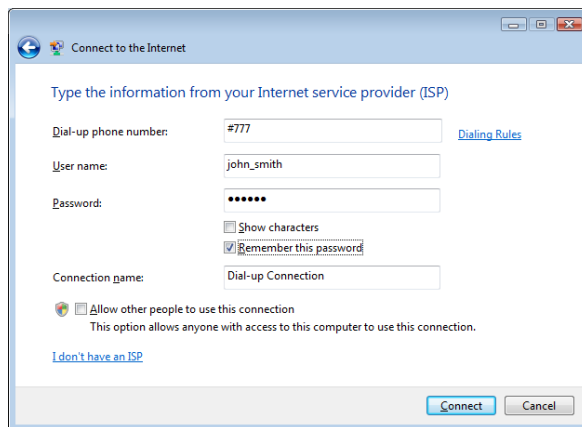 Connect to the Internet
Type the information from your Internet service provider (ISP)
Dial-up phone number: #777 Dialing Rules
User name: john_smith
Password: ••••••
Show characters
Remember this password
Connection name: Dial-up Connection
Allow other people to use this connection
This option allows anyone with access to this computer to use this connection.
I don't have an ISP
Connect Cancel